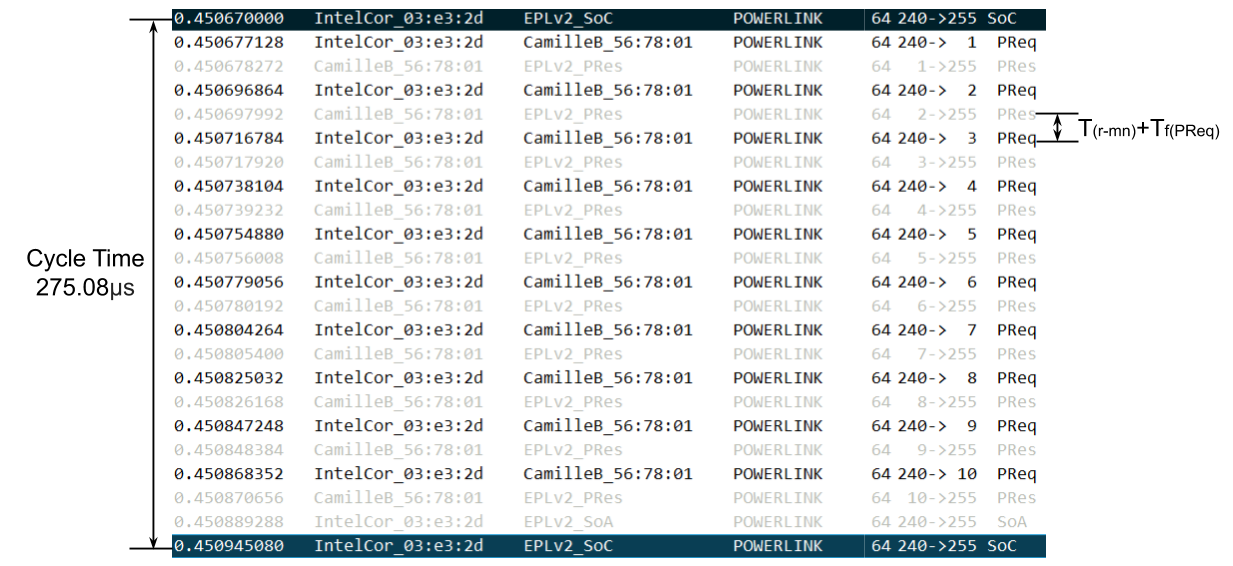 0.450670000 IntelCor_03:e3:2d EPLv2_SoC POWERLINK 64 240->255 SoC
0.450677128 IntelCor_03:e3:2d CamilleB_56:78:01 POWERLINK 64 240-> 1 PReq
0.450678272 CamilleB_56:78:01 EPLv2_PRes POWERLINK 64 1->255 PRes
0.450696864 IntelCor_03:e3:2d CamilleB_56:78:01 POWERLINK 64 240-> 2 PReq
0.450697992 CamilleB_56:78:01 EPLv2_PRes POWERLINK 64 2->255 PRes
T(r-mn)+Tf(PReq)
0.450716784 IntelCor_03:e3:2d CamilleB_56:78:01 POWERLINK 64 240-> 3 PReq
0.450717920 CamilleB_56:78:01 EPLv2_PRes POWERLINK 64 3->255 PRes
0.450738104 IntelCor_03:e3:2d CamilleB_56:78:01 POWERLINK 64 240-> 4 PReq
0.450739232 CamilleB_56:78:01 EPLv2_PRes POWERLINK 64 4->255 PRes
0.450754880 IntelCor_03:e3:2d CamilleB_56:78:01 POWERLINK 64 240-> 5 PReq
0.450756008 CamilleB_56:78:01 EPLv2_PRes POWERLINK 64 5->255 PRes
Cycle Time
275.08μs
0.450779056 IntelCor_03:e3:2d CamilleB_56:78:01 POWERLINK 64 240-> 6 PReq
0.450780192 CamilleB_56:78:01 EPLv2_PRes POWERLINK 64 6->255 PRes
0.450804264 IntelCor_03:e3:2d CamilleB_56:78:01 POWERLINK 64 240-> 7 PReq
0.450805400 CamilleB_56:78:01 EPLv2_PRes POWERLINK 64 7->255 PRes
0.450825032 IntelCor_03:e3:2d CamilleB_56:78:01 POWERLINK 64 240-> 8 PReq
0.450826168 CamilleB_56:78:01 EPLv2_PRes POWERLINK 64 8->255 PRes
0.450847248 IntelCor_03:e3:2d CamilleB_56:78:01 POWERLINK 64 240-> 9 PReq
0.450848384 CamilleB_56:78:01 EPLv2_PRes POWERLINK 64 9->255 PRes
0.450868352 IntelCor_03:e3:2d CamilleB_56:78:01 POWERLINK 64 240-> 10 PReq
0.450870656 CamilleB_56:78:01 EPLv2_PRes POWERLINK 64 10->255 PRes
0.450889288 IntelCor_03:e3:2d EPLv2_SoA POWERLINK 64 240->255 SoA
0.450945080 IntelCor_03:e3:2d EPLv2_SoC POWERLINK 64 240->255 SoC